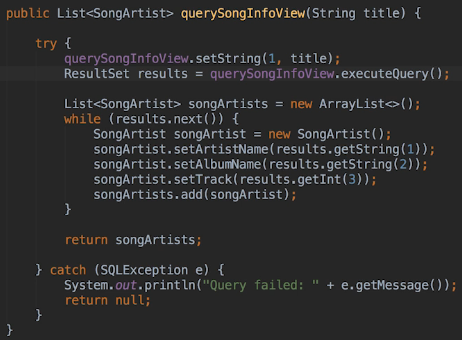 public List<SongArtist> querySongInfoView(String title) {
try {
querySongInfoView.setString(1, title);
ResultSet results = querySongInfoView.executeQuery();
List<SongArtist> songArtists = new ArrayList<>();
while (results.next()) {
SongArtist songArtist = new SongArtist();
songArtist.setArtistName(results.getString(1));
songArtist.setAlbumName(results.getString(2));
songArtist.setTrack(results.getInt(3));
songArtists.add(songArtist);
}
return songArtists;
} catch (SQLException e) {
System.out.println("Query failed: " + e.getMessage());
return null;
}
}